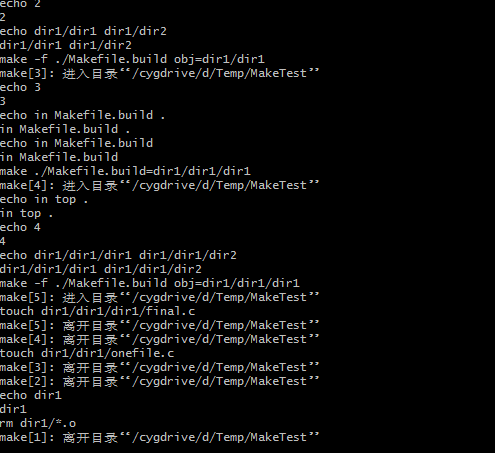 echo 2
2
echo dir1/dir1 dir1/dir2
dir1/dir1 dir1/dir2
make -f ./Makefile.build obj=dir1/dir1
make[3]: 进入目录“/cygdrive/d/Temp/MakeTest”
echo 3
3
echo in Makefile.build .
in Makefile.build .
echo in Makefile.build
in Makefile.build
make ./Makefile.build=dir1/dir1/dir1
make[4]: 进入目录“/cygdrive/d/Temp/MakeTest”
echo in top .
in top .
echo 4
4
echo dir1/dir1/dir1 dir1/dir1/dir2
dir1/dir1/dir1 dir1/dir1/dir2
make -f ./Makefile.build obj=dir1/dir1/dir1
make[5]: 进入目录“/cygdrive/d/Temp/MakeTest”
touch dir1/dir1/dir1/final.c
make[5]: 离开目录“/cygdrive/d/Temp/MakeTest”
make[4]: 离开目录“/cygdrive/d/Temp/MakeTest”
touch dir1/dir1/onefile.c
make[3]: 离开目录“/cygdrive/d/Temp/MakeTest”
make[2]: 离开目录“/cygdrive/d/Temp/MakeTest”
echo dir1
dir1
rm dir1/*.o
make[1]: 离开目录“/cygdrive/d/Temp/MakeTest”